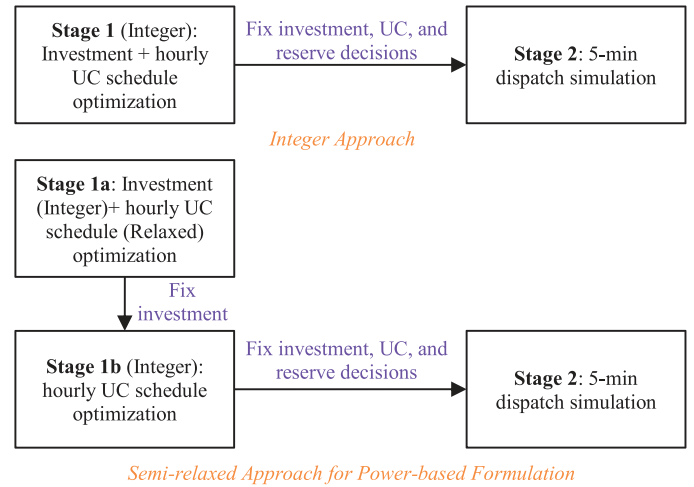 Stage 1 (Integer):
Investment + hourly
UC schedule
optimization
Fix investment, UC, and
reserve decisions
Stage 2: 5-min
dispatch simulation
Integer Approach
Stage 1a: Investment
(Integer)+ hourly UC
schedule (Relaxed)
optimization
Fix
investment
Stage 1b (Integer):
hourly UC schedule
optimization
Fix investment, UC, and
reserve decisions
Stage 2: 5-min
dispatch simulation
Semi-relaxed Approach for Power-based Formulation